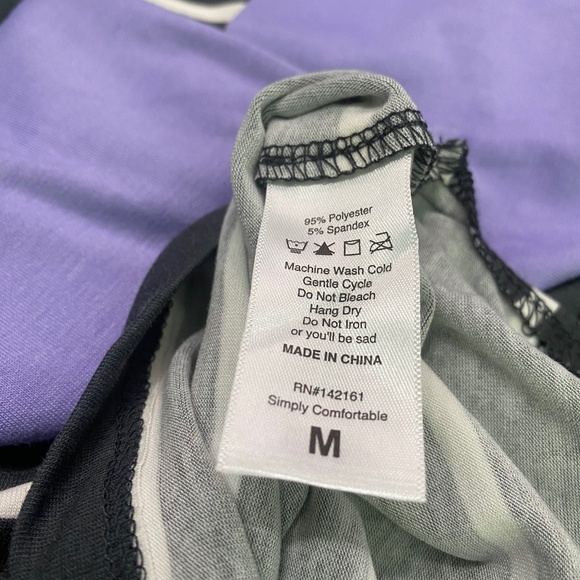 95% Polyester
5% Spandex
Machine Wash Cold
Gentle Cycle
Do Not Bleach
Hang Dry
Do Not Iron
or you'll be sad
MADE IN CHINA
RN#142161
Simply Comfortable
M